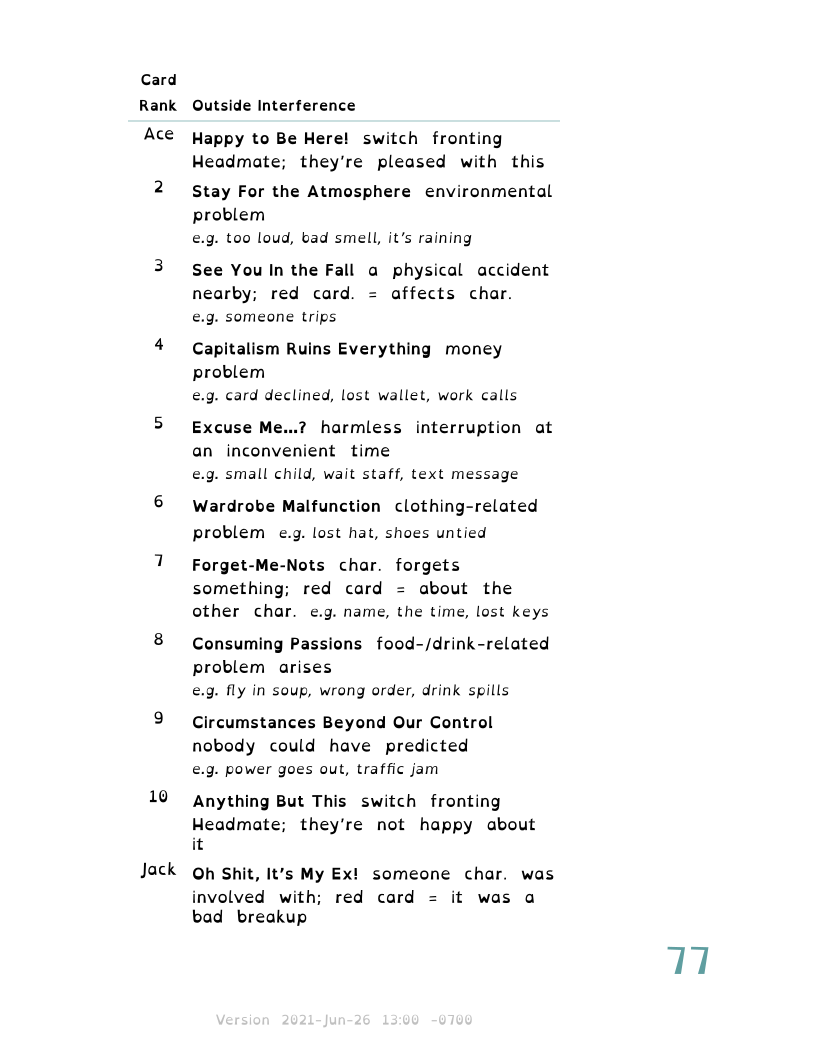 Card
Rank Outside Interference
Ace Happy to Be Here! switch fronting
Headmate; they're pleased with this
2 Stay For the Atmosphere environmental
problem
e.g. too loud, bad smell, it's raining
3 See You In the Fall a physical accident
nearby; red card. = affects char.
e.g. someone trips
4 Capitalism Ruins Everything money
problem
e.g. card declined, lost wallet, work calls
5 Excuse Me...? harmless interruption at
an inconvenient time
e.g. small child, wait staff, text message
6 Wardrobe Malfunction clothing-related
problem e.g. lost hat, shoes untied
7 Forget-Me-Nots char. forgets
something; red card = about the
other char. e.g. name, the time, lost keys
8 Consuming Passions food-/drink-related
problem arises
e.g. fly in soup, wrong order, drink spills
9 Circumstances Beyond Our Control
nobody could have predicted
e.g. power goes out, traffic jam
10 Anything But This switch fronting
Headmate; they're not happy about
it
Jack Oh Shit, It's My Ex! someone char. was
involved with; red card = it was a
bad breakup
77
Version 2021-Jun-26 13:00 -0700